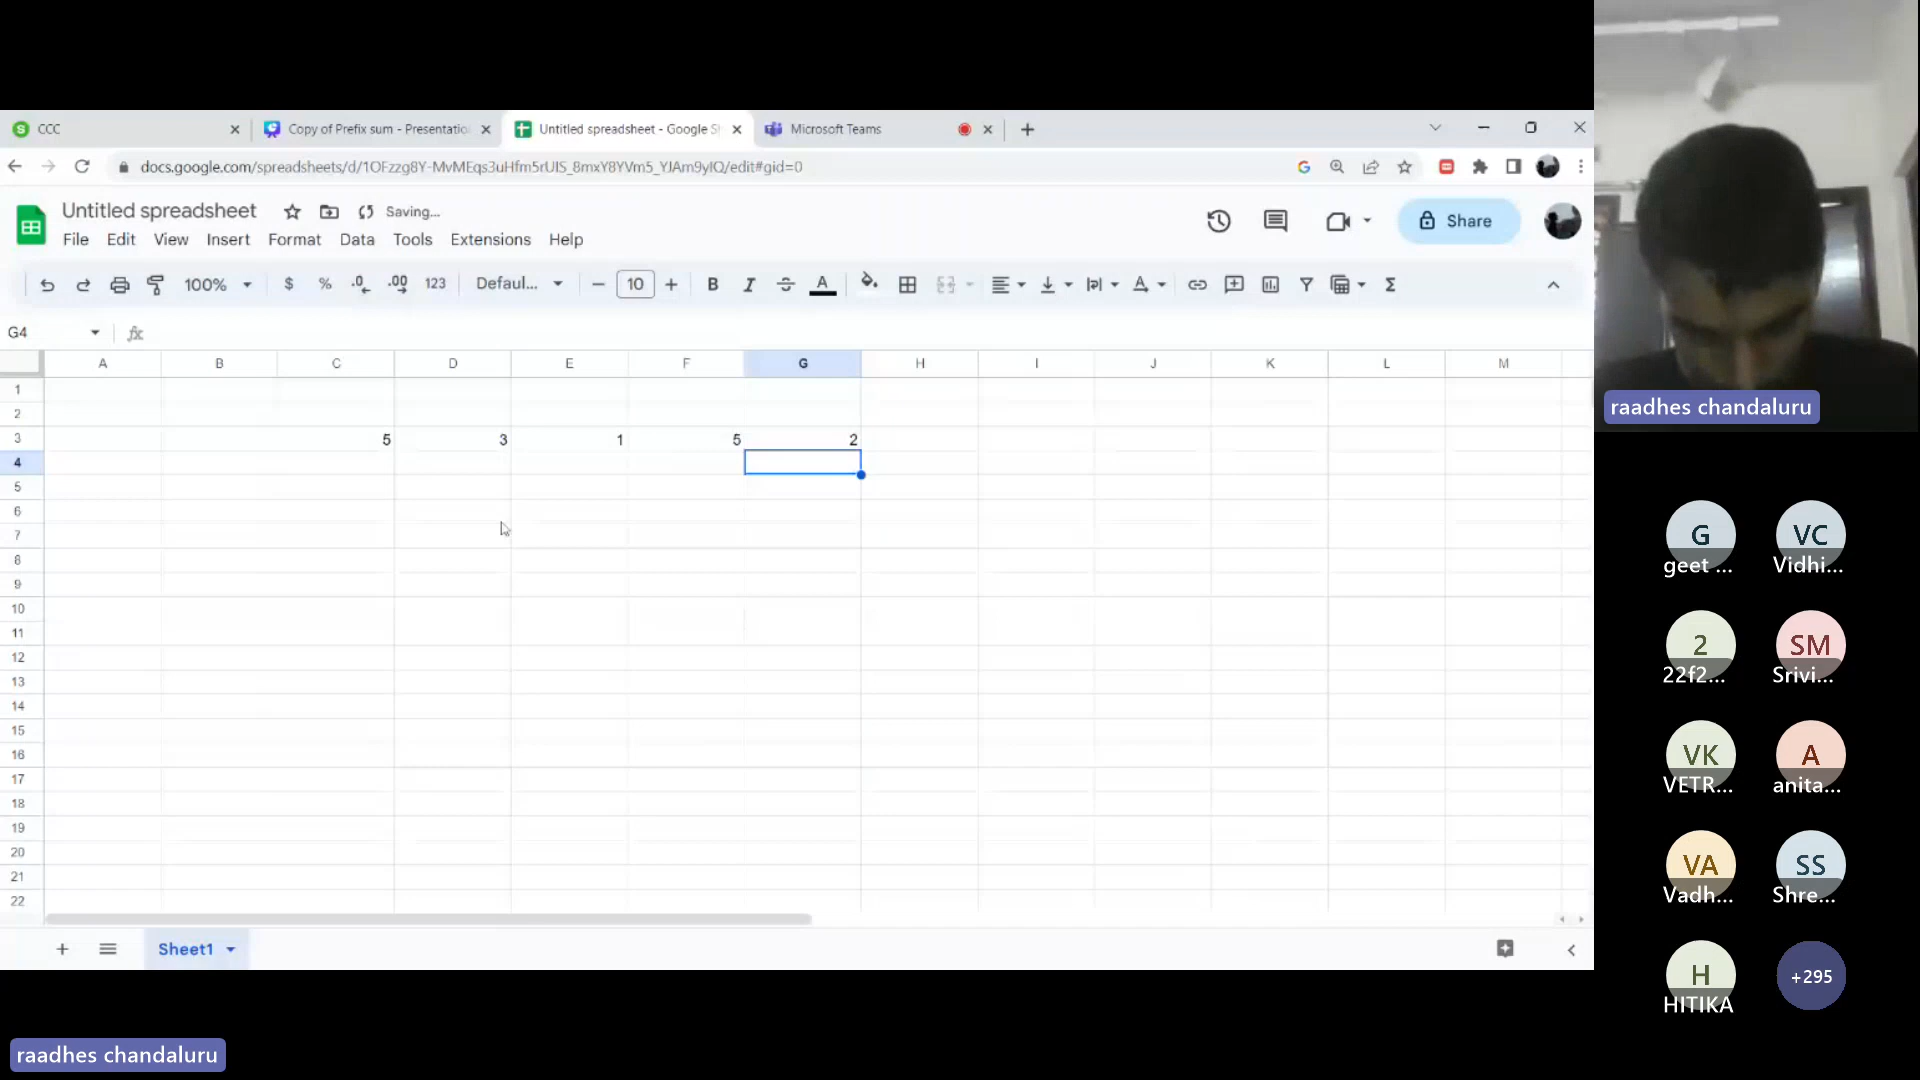 CCC
Copy of Prefix sum - Presentatio
Untitled spreadsheet - Google S
Microsoft Teams
docs.google.com/spreadsheets/d/1OFzzg8Y-MvMEqs3uHfm5rUIS_8mxY8YVm5_YJAm9yIQ/edit#gid=0
Untitled spreadsheet
Saving...
File Edit View Insert Format Data Tools Extensions Help
Share
100% $ % .0 .00 123 Defaul... 10 B I A
G4 fx
A B C D E F G H I J K L M
1
2
3 5 3 1 5 2
4
5
6
7
8
9
10
11
12
13
14
15
16
17
18
19
20
21
22
Sheet1
raadhes chandaluru
G VC
geet ... Vidhi...
2 SM
22f2... Srivi...
VK A
VETR... anita...
VA SS
Vadh... Shre...
H +295
HITIKA
raadhes chandaluru